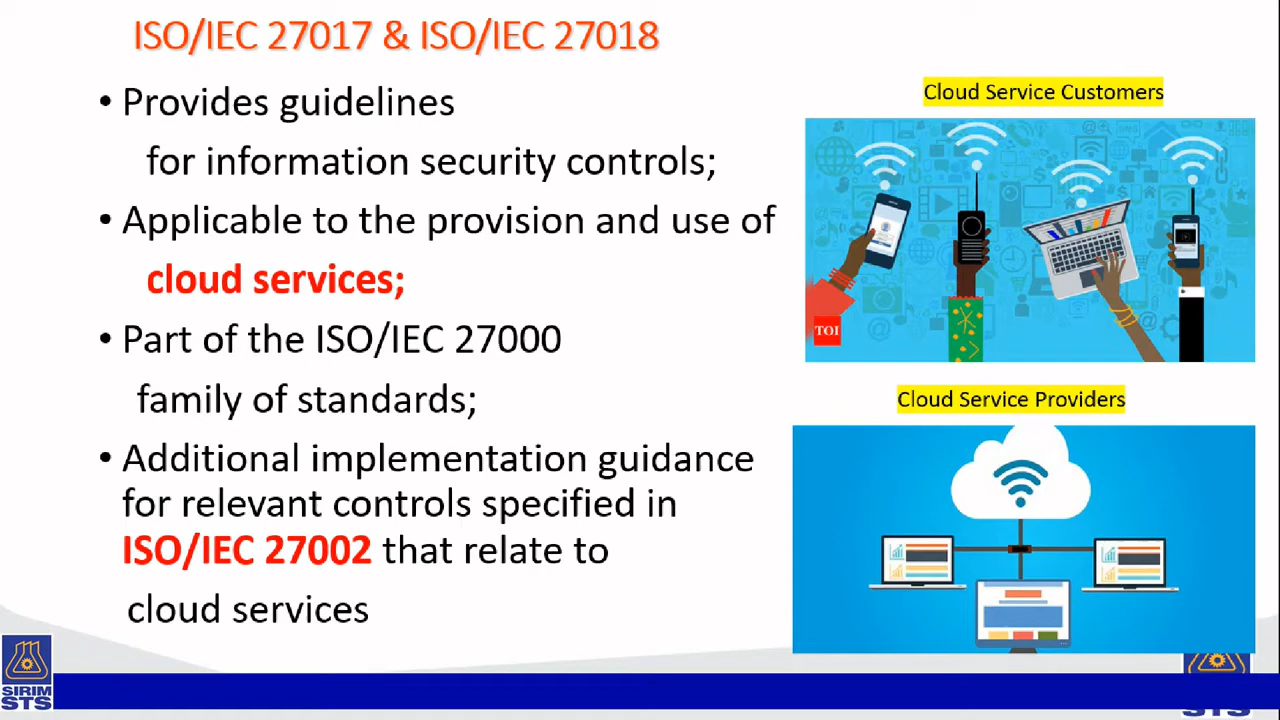 ISO/IEC 27017 & ISO/IEC 27018
• Provides guidelines
for information security controls;
• Applicable to the provision and use of
cloud services;
• Part of the ISO/IEC 27000
family of standards;
• Additional implementation guidance
for relevant controls specified in
ISO/IEC 27002 that relate to
cloud services
Cloud Service Customers
TOI
Cloud Service Providers
SIRIM
STS
STS